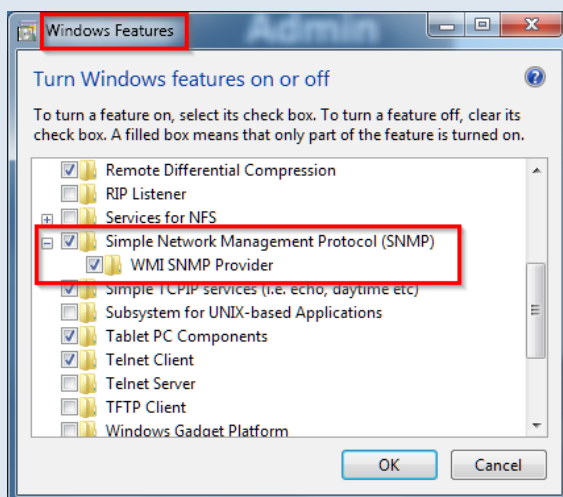 Admin
Windows Features
Turn Windows features on or off
To turn a feature on, select its check box. To turn a feature off, clear its
check box. A filled box means that only part of the feature is turned on.
Remote Differential Compression
RIP Listener
Services for NFS
Simple Network Management Protocol (SNMP)
WMI SNMP Provider
Simple TCPIP services (i.e. echo, daytime etc)
Subsystem for UNIX-based Applications
Tablet PC Components
Telnet Client
Telnet Server
TFTP Client
Windows Gadget Platform
OK Cancel